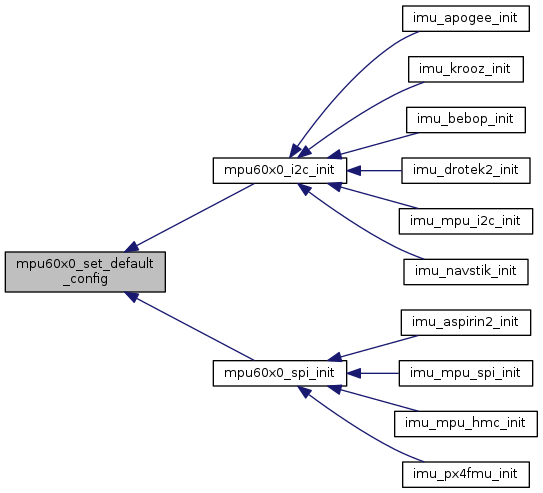 mpu60x0_set_default
_config
mpu60x0_i2c_init
imu_apogee_init
imu_krooz_init
imu_bebop_init
imu_drotek2_init
imu_mpu_i2c_init
imu_navstik_init
mpu60x0_spi_init
imu_aspirin2_init
imu_mpu_spi_init
imu_mpu_hmc_init
imu_px4fmu_init